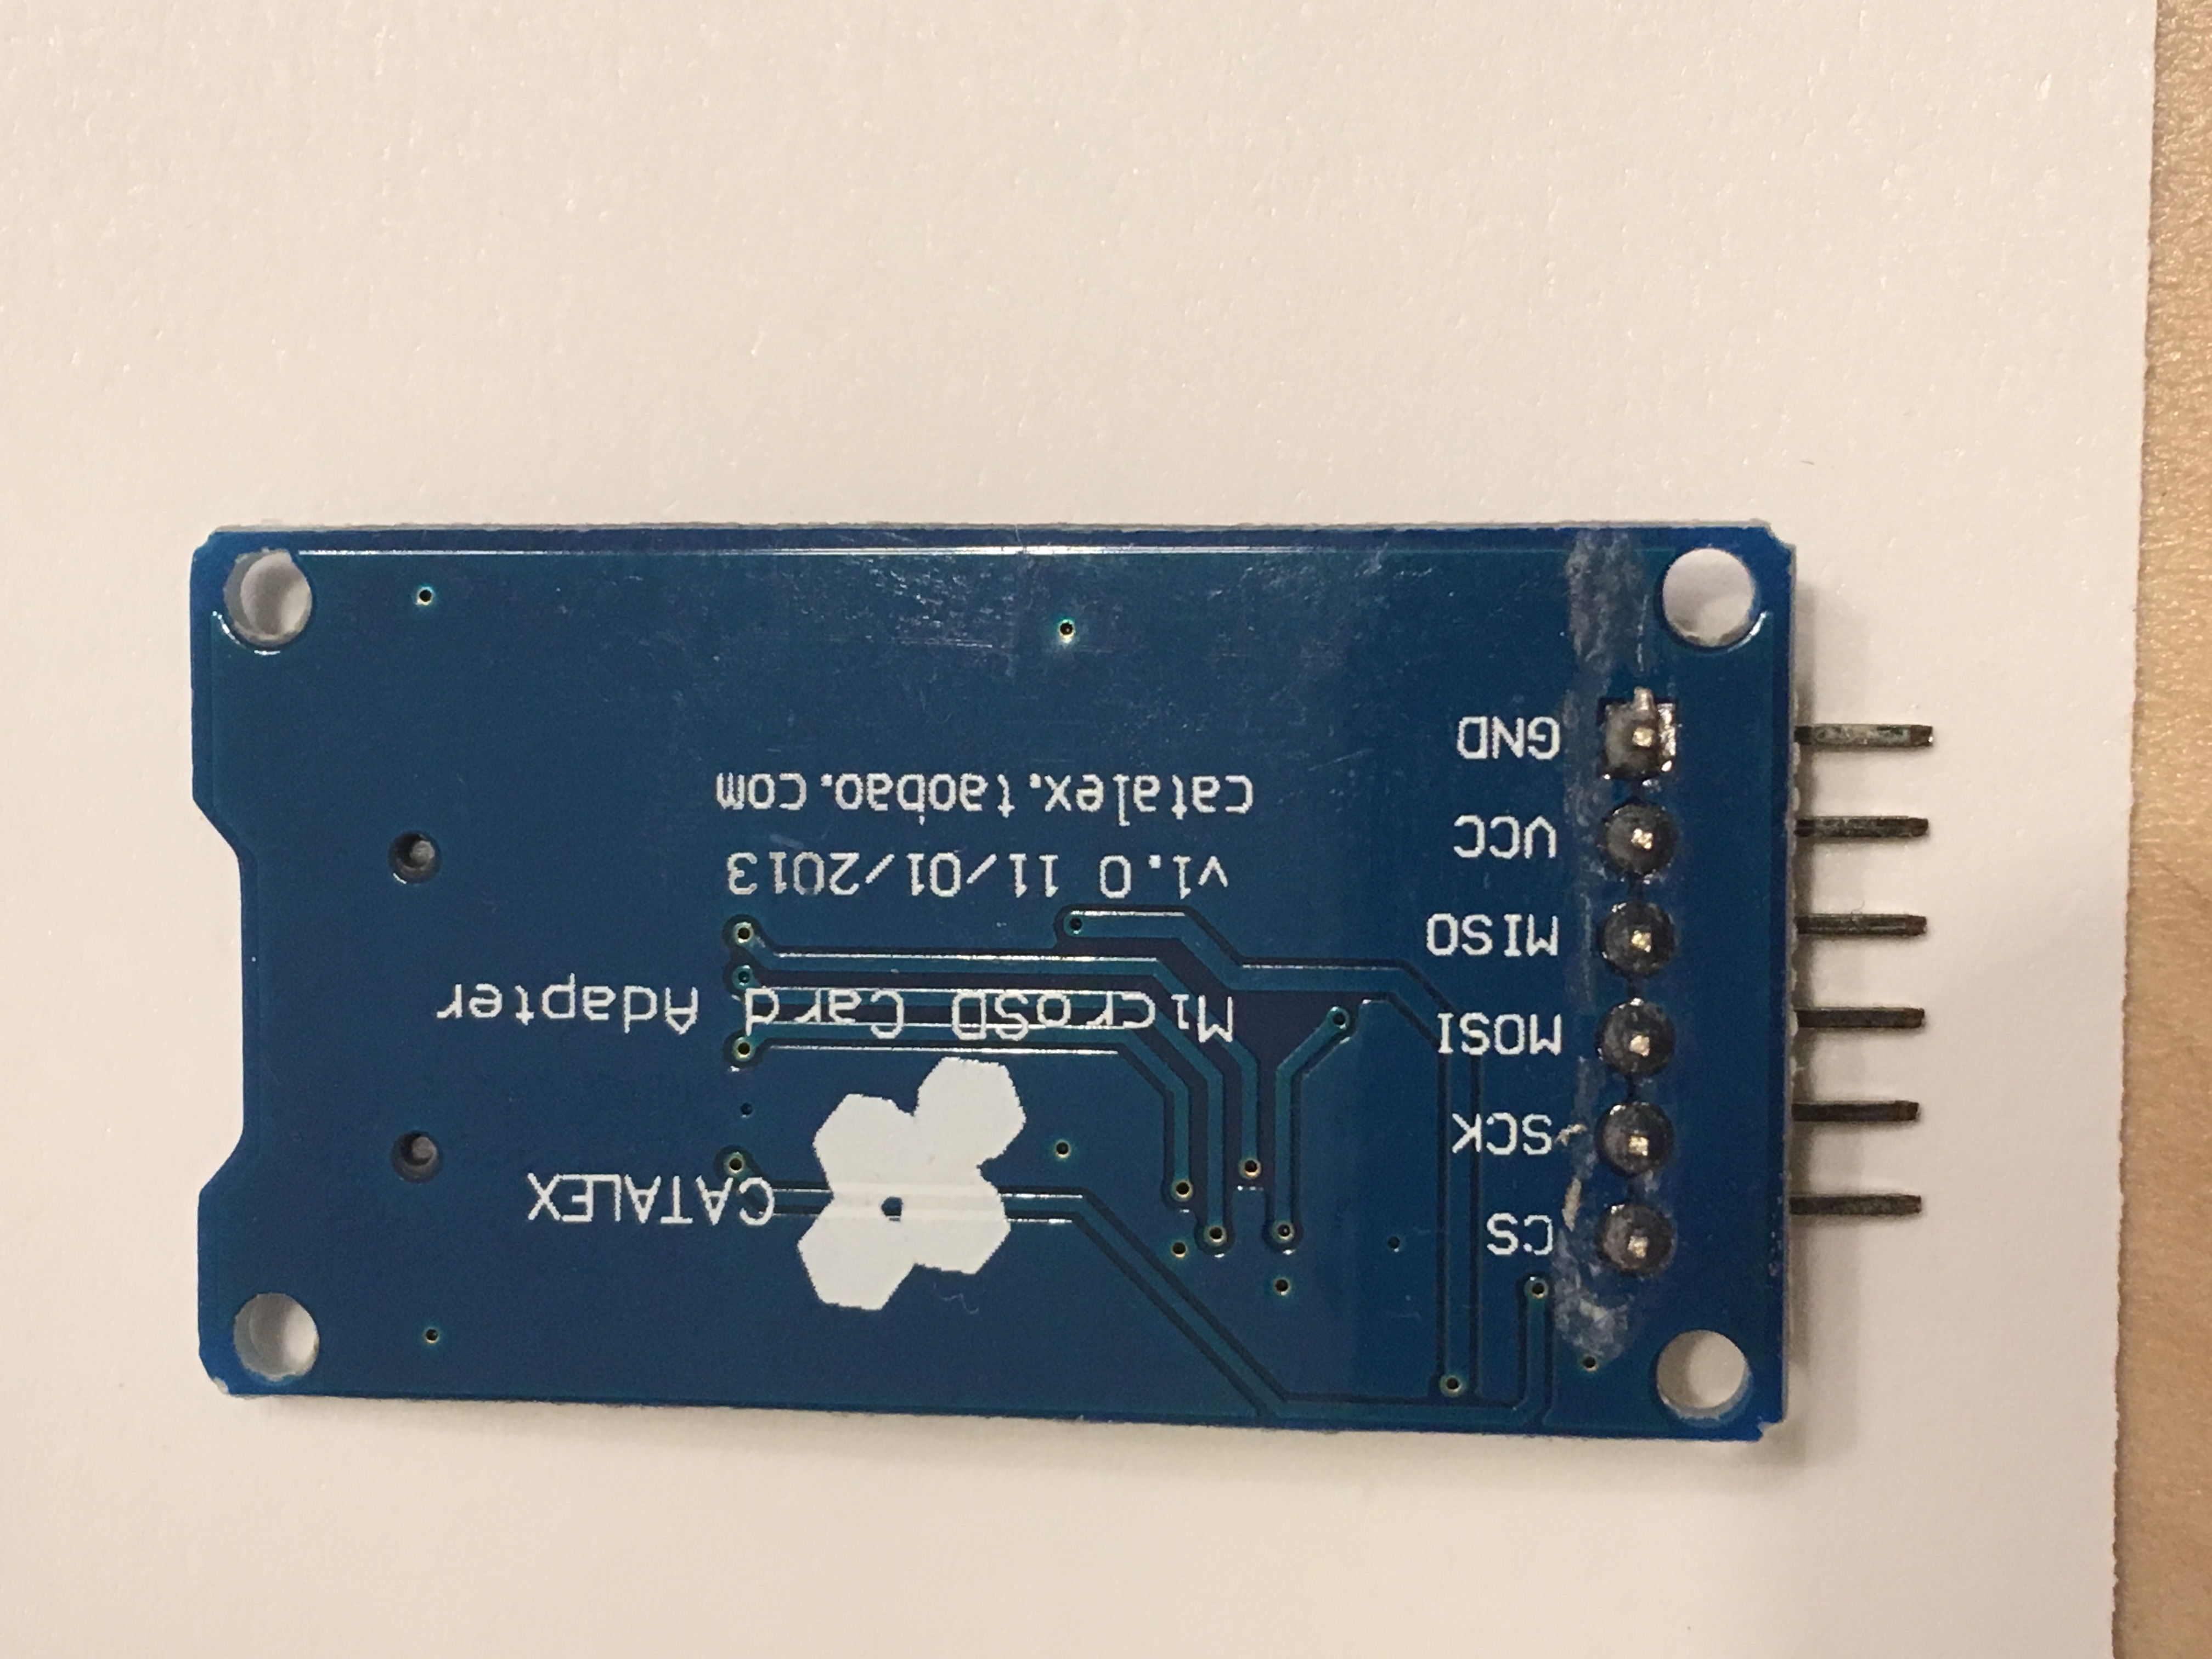 CATALEX
MicroSD Card Adapter
v1.0 11/01/2013
catalex.taobao.com
CS
SCK
MOSI
MISO
VCC
GND